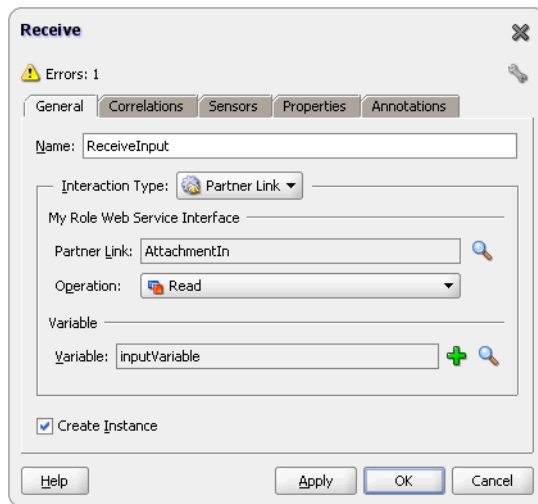 Receive
Errors: 1
General Correlations Sensors Properties Annotations
Name: ReceiveInput
Interaction Type: Partner Link
My Role Web Service Interface
Partner Link: AttachmentIn
Operation: Read
Variable
Variable: inputVariable
Create Instance
Help Apply OK Cancel